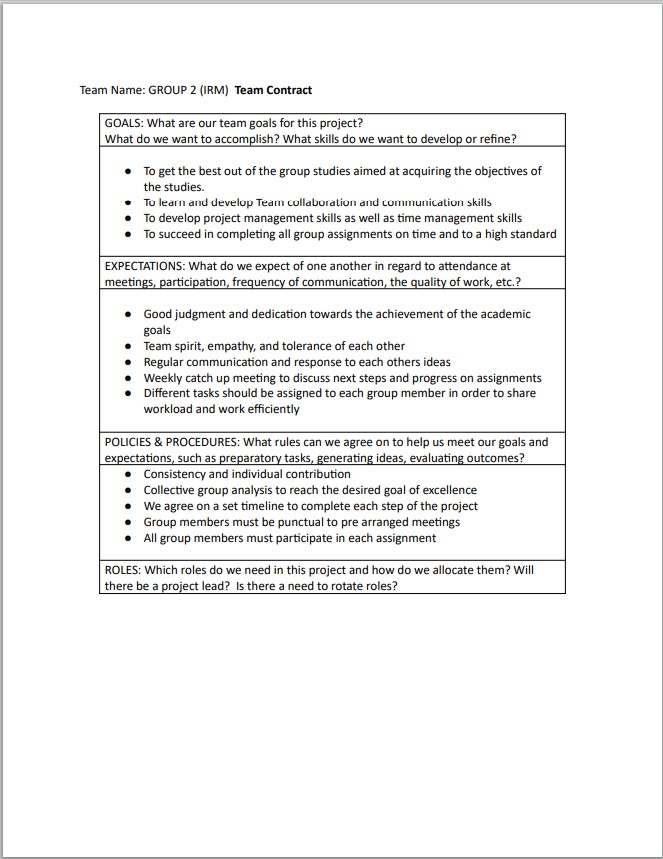 Team Name: GROUP 2 (IRM) Team Contract
GOALS: What are our team goals for this project?
What do we want to accomplish? What skills do we want to develop or refine?
● To get the best out of the group studies aimed at acquiring the objectives of
the studies.
● To learn and develop Team collaboration and communication skills
● To develop project management skills as well as time management skills
● To succeed in completing all group assignments on time and to a high standard
EXPECTATIONS: What do we expect of one another in regard to attendance at
meetings, participation, frequency of communication, the quality of work, etc.?
● Good judgment and dedication towards the achievement of the academic
goals
● Team spirit, empathy, and tolerance of each other
● Regular communication and response to each others ideas
● Weekly catch up meeting to discuss next steps and progress on assignments
● Different tasks should be assigned to each group member in order to share
workload and work efficiently
POLICIES & PROCEDURES: What rules can we agree on to help us meet our goals and
expectations, such as preparatory tasks, generating ideas, evaluating outcomes?
● Consistency and individual contribution
● Collective group analysis to reach the desired goal of excellence
● We agree on a set timeline to complete each step of the project
● Group members must be punctual to pre arranged meetings
● All group members must participate in each assignment
ROLES: Which roles do we need in this project and how do we allocate them? Will
there be a project lead?  Is there a need to rotate roles?